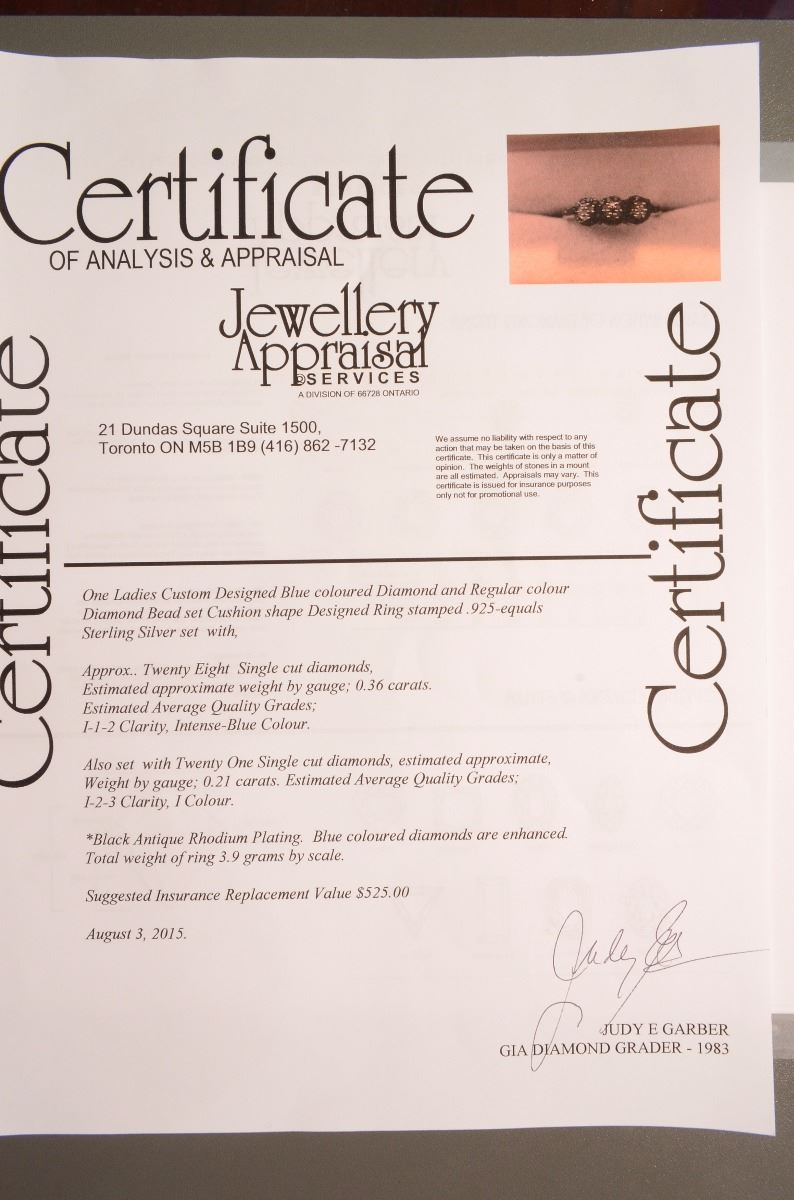 Certificate
OF ANALYSIS & APPRAISAL
Jewellery
Appraisal
SERVICES
A DIVISION OF 66728 ONTARIO
21 Dundas Square Suite 1500,
Toronto ON M5B 1B9 (416) 862 -7132
We assume no liability with respect to any
action that may be taken on the basis of this
certificate. This certificate is only a matter of
opinion. The weights of stones in a mount
are all estimated. Appraisals may vary. This
certificate is issued for insurance purposes
only not for promotional use.
Certificate
Certificate
One Ladies Custom Designed Blue coloured Diamond and Regular colour
Diamond Bead set Cushion shape Designed Ring stamped .925-equals
Sterling Silver set with,
Approx.. Twenty Eight Single cut diamonds,
Estimated approximate weight by gauge; 0.36 carats.
Estimated Average Quality Grades;
I-1-2 Clarity, Intense-Blue Colour.
Also set with Twenty One Single cut diamonds, estimated approximate,
Weight by gauge; 0.21 carats. Estimated Average Quality Grades;
I-2-3 Clarity, I Colour.
*Black Antique Rhodium Plating. Blue coloured diamonds are enhanced.
Total weight of ring 3.9 grams by scale.
Suggested Insurance Replacement Value $525.00
August 3, 2015.
JUDY E GARBER
GIA DIAMOND GRADER - 1983